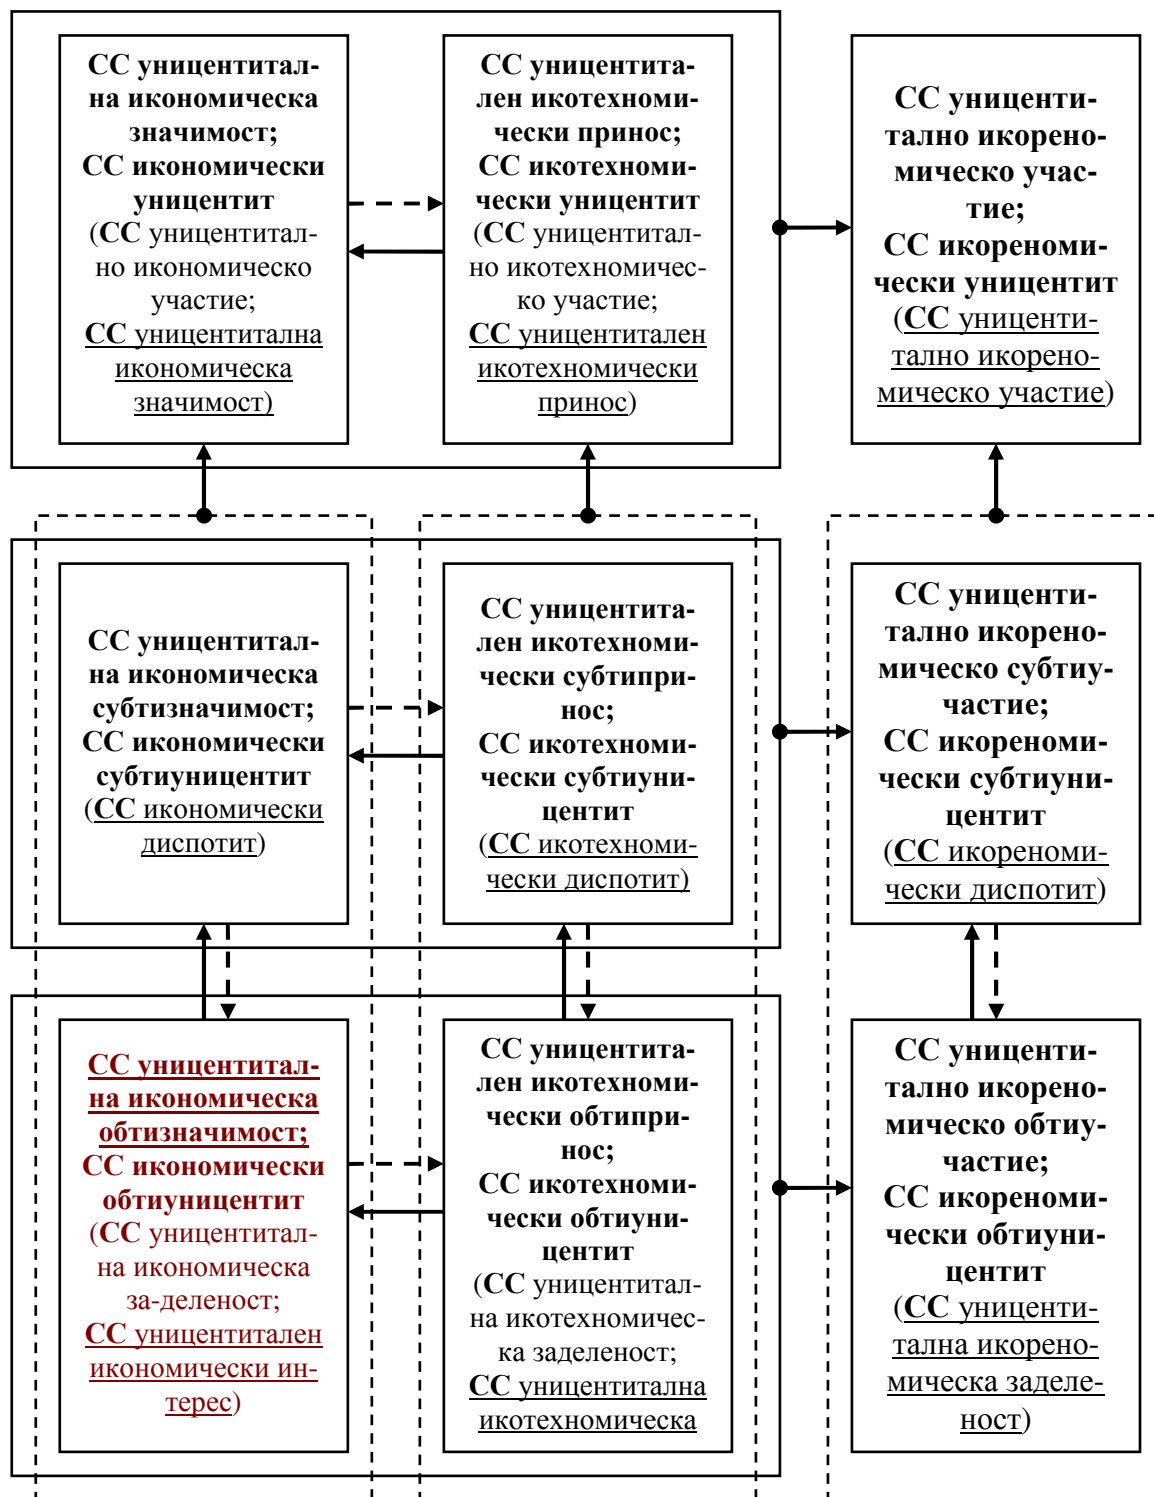 СС уницентитал-
на икономическа
значимост;
СС икономически
уницентит
(СС уницентитал-
но икономическо
участие;
СС уницентитална
икономическа
значимост)
СС уницентита-
лен икотехноми-
чески принос;
СС икотехноми-
чески уницентит
(СС уницентитал-
но икотехномичес-
ко участие;
СС уницентитален
икотехномически
принос)
СС униценти-
тално икорено-
мическо учас-
тие;
СС икореноми-
чески уницентит
(СС униценти-
тално икорено-
мическо участие)
СС уницентитал-
на икономическа
субтизначимост;
СС икономически
субтиуницентит
(СС икономически
диспотит)
СС уницентита-
лен икотехноми-
чески субтипри-
нос;
СС икотехноми-
чески субтиуни-
центит
(СС икотехноми-
чески диспотит)
СС униценти-
тално икорено-
мическо субтиу-
частие;
СС икореноми-
чески субтиуни-
центит
(СС икореноми-
чески диспотит)
СС уницентитал-
на икономическа
обтизначимост;
СС икономически
обтиуницентит
(СС уницентитал-
на икономическа
за-деленост;
СС уницентитален
икономически ин-
терес)
СС уницентита-
лен икотехноми-
чески обтипри-
нос;
СС икотехноми-
чески обтиуни-
центит
(СС уницентитал-
на икотехномичес-
ка заделеност;
СС уницентитална
икотехномическа
СС униценти-
тално икорено-
мическо обтиу-
частие;
СС икореноми-
чески обтиуни-
центит
(СС униценти-
тална икорено-
мическа заделе-
ност)